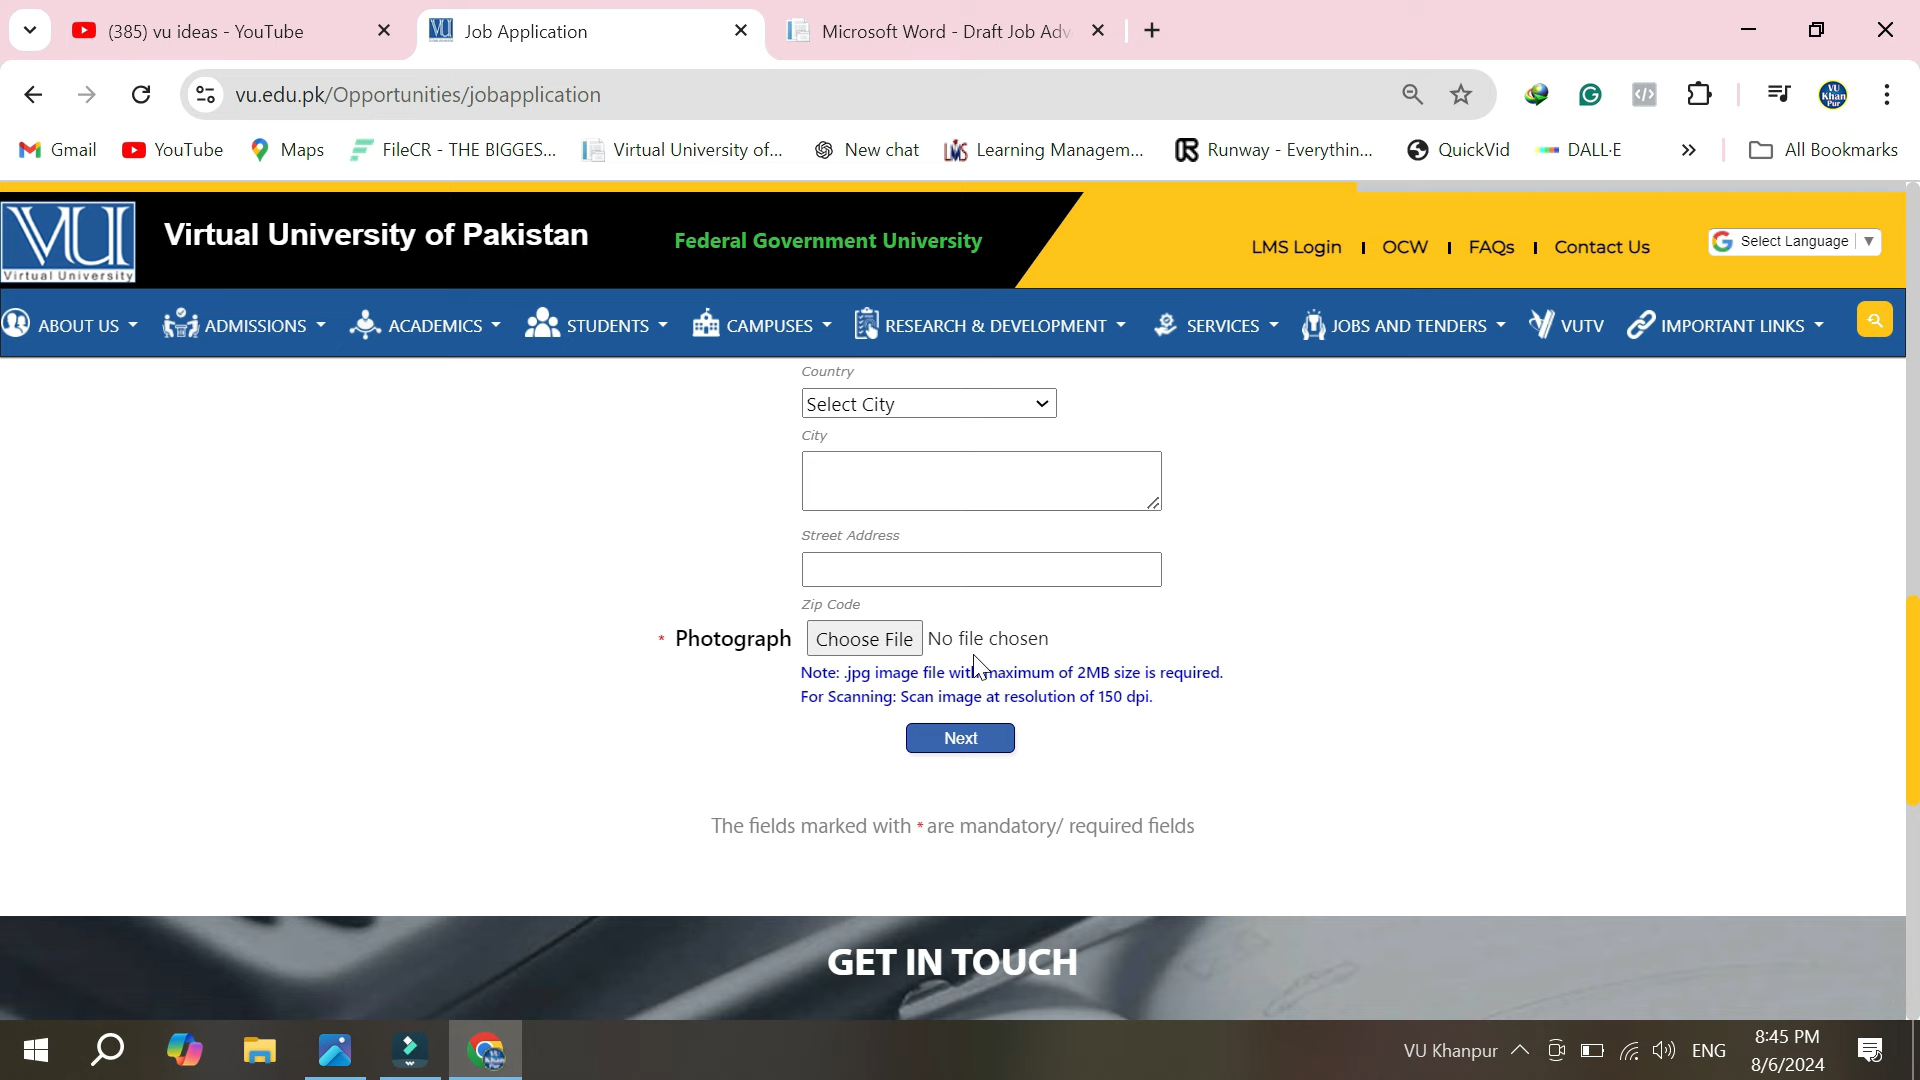 (385) vu ideas - YouTube
Job Application
Microsoft Word - Draft Job Adv
vu.edu.pk/Opportunities/jobapplication
VU Khan Pur
Gmail
YouTube
Maps
FileCR - THE BIGGES...
Virtual University of...
New chat
Learning Managem...
Runway - Everythin...
QuickVid
DALL·E
»
All Bookmarks
VU
Virtual University
Virtual University of Pakistan
Federal Government University
LMS Login | OCW | FAQs | Contact Us
Select Language
ABOUT US
ADMISSIONS
ACADEMICS
STUDENTS
CAMPUSES
RESEARCH & DEVELOPMENT
SERVICES
JOBS AND TENDERS
VUTV
IMPORTANT LINKS
Country
Select City
City
Street Address
Zip Code
* Photograph
Choose File No file chosen
Note: .jpg image file with maximum of 2MB size is required.
For Scanning: Scan image at resolution of 150 dpi.
Next
The fields marked with * are mandatory/ required fields
GET IN TOUCH
VU Khanpur
ENG
8:45 PM
8/6/2024